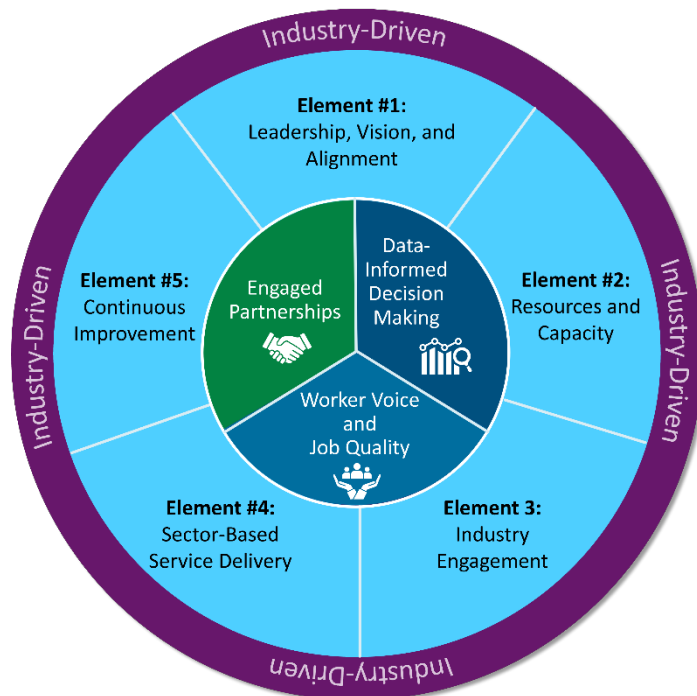 Industry-Driven
Element #1:
Leadership, Vision, and
Alignment
Industry-Driven
Element #2:
Resources and
Capacity
Element 3:
Industry
Engagement
Industry-Driven
Element #4:
Sector-Based
Service Delivery
Industry-Driven
Element #5:
Continuous
Improvement
Engaged
Partnerships
Data-
Informed
Decision
Making
Worker Voice
and
Job Quality